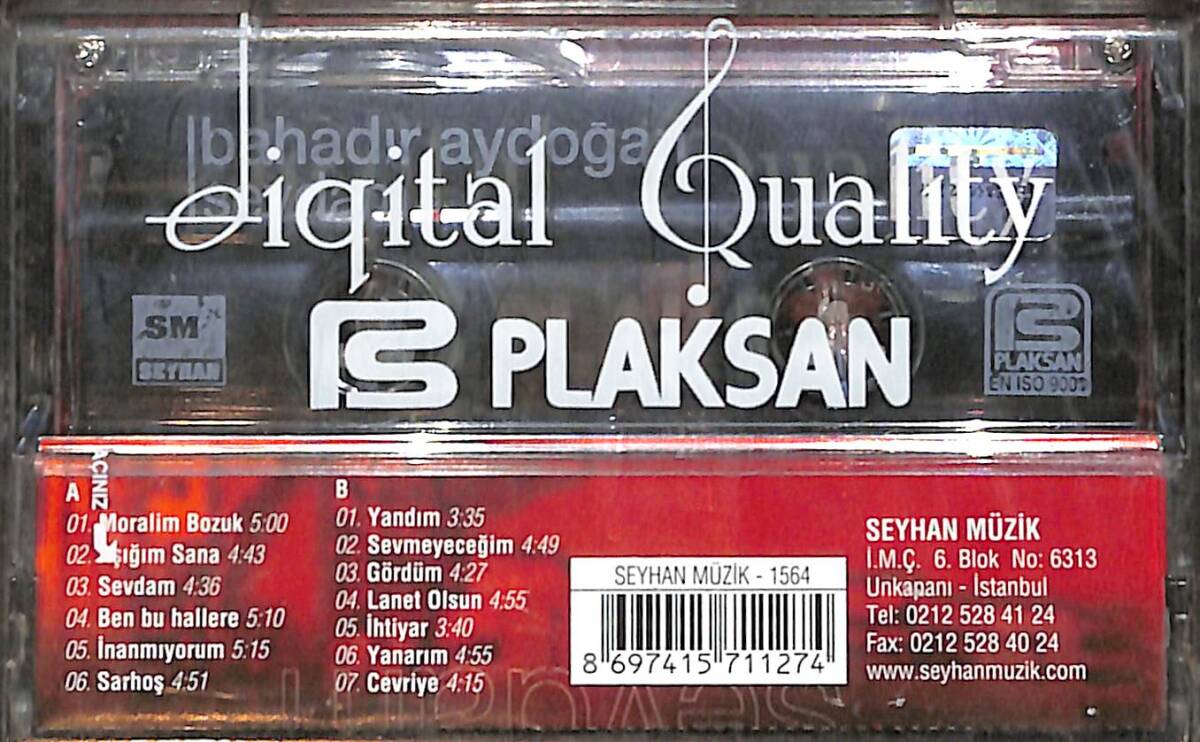 bahadır aydoğa
Digital Quality
SM
SEYHAN
PLAKSAN
PLAKSAN
EN ISO 9001
AÇINIZ
A
01. Moralim Bozuk 5:00
02. Aşığım Sana 4:43
03. Sevdam 4:36
04. Ben bu hallere 5:10
05. İnanmıyorum 5:15
06. Sarhoş 4:51
B
01. Yandım 3:35
02. Sevmeyeceğim 4:49
03. Gördüm 4:27
04. Lanet Olsun 4:55
05. İhtiyar 3:40
06. Yanarım 4:55
07. Cevriye 4:15
SEYHAN MÜZİK - 1564
8 697415 711274
SEYHAN MÜZİK
İ.M.Ç. 6. Blok No: 6313
Unkapanı - İstanbul
Tel: 0212 528 41 24
Fax: 0212 528 40 24
www.seyhanmuzik.com
sevdam